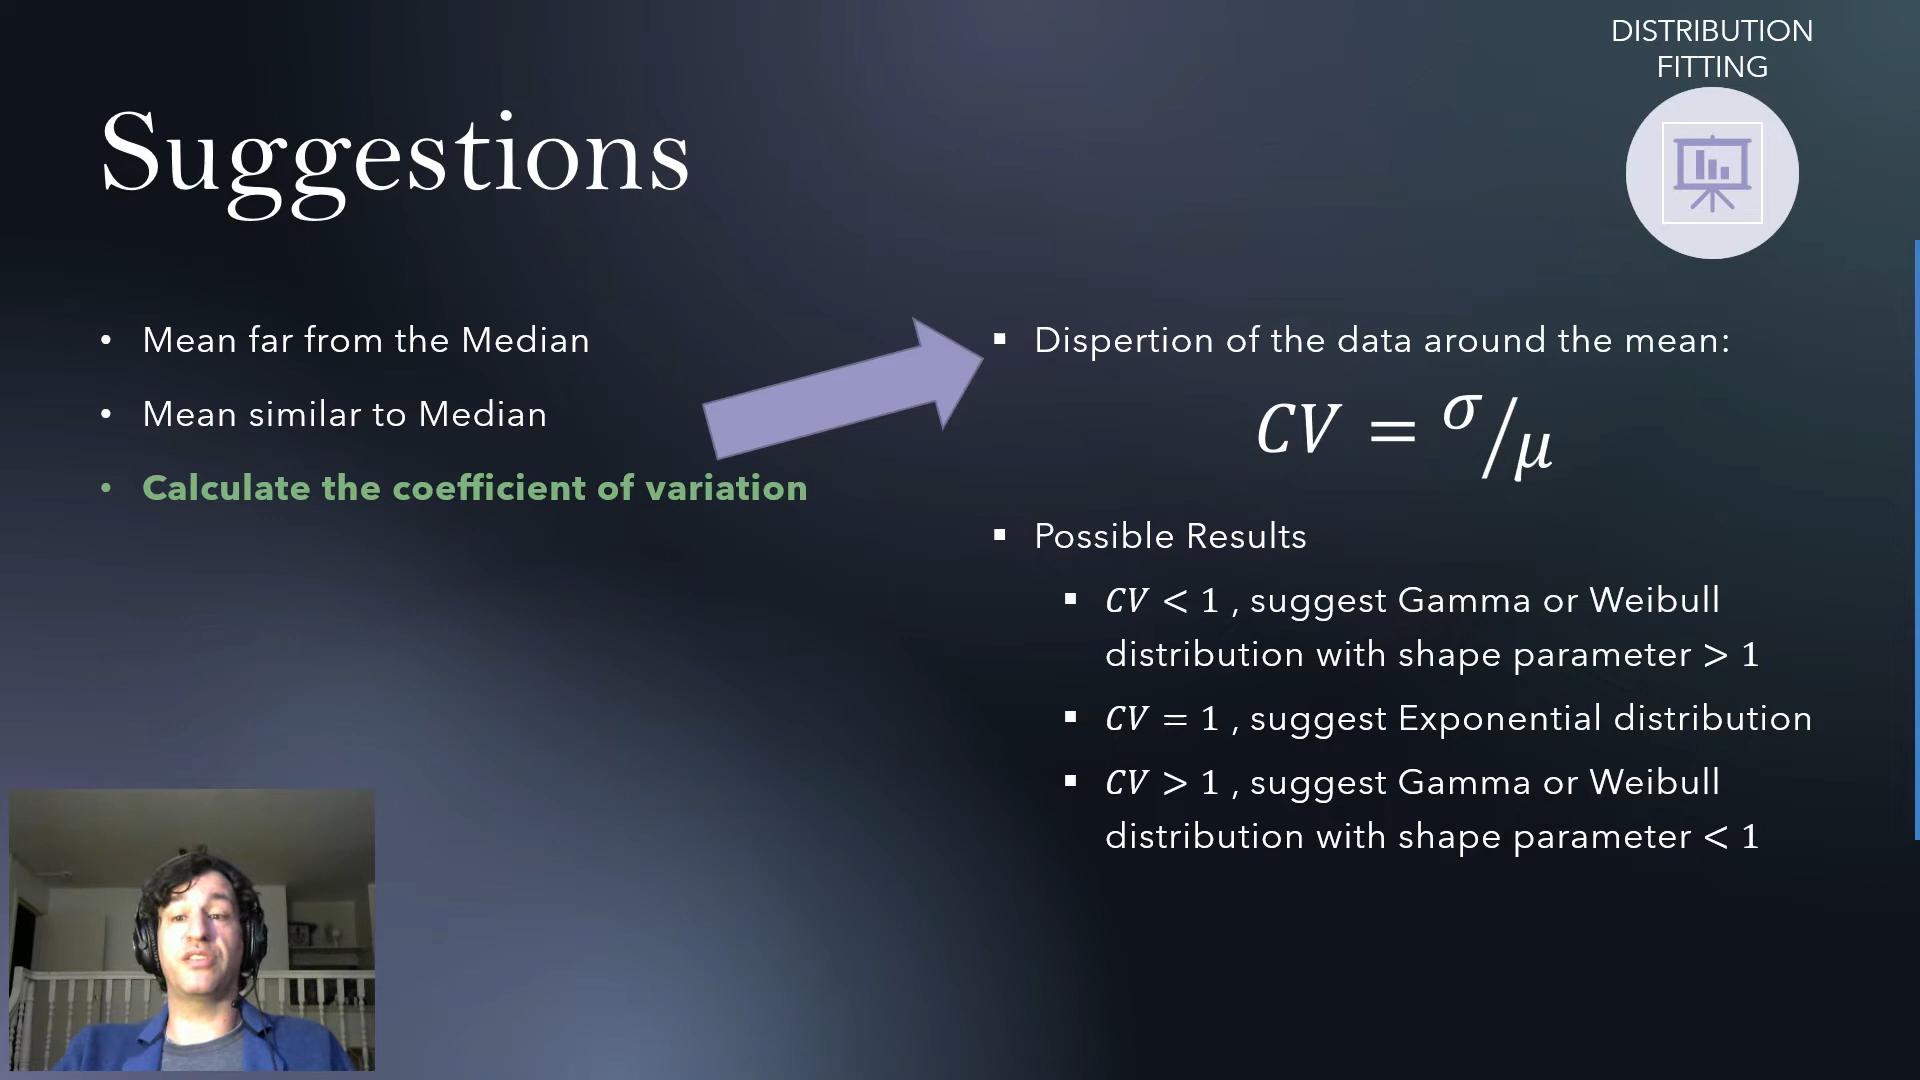 DISTRIBUTION
FITTING
Suggestions
• Mean far from the Median
• Mean similar to Median
• Calculate the coefficient of variation
▪ Dispertion of the data around the mean:
CV = σ/μ
▪ Possible Results
▪ CV < 1 , suggest Gamma or Weibull
distribution with shape parameter > 1
▪ CV = 1 , suggest Exponential distribution
▪ CV > 1 , suggest Gamma or Weibull
distribution with shape parameter < 1